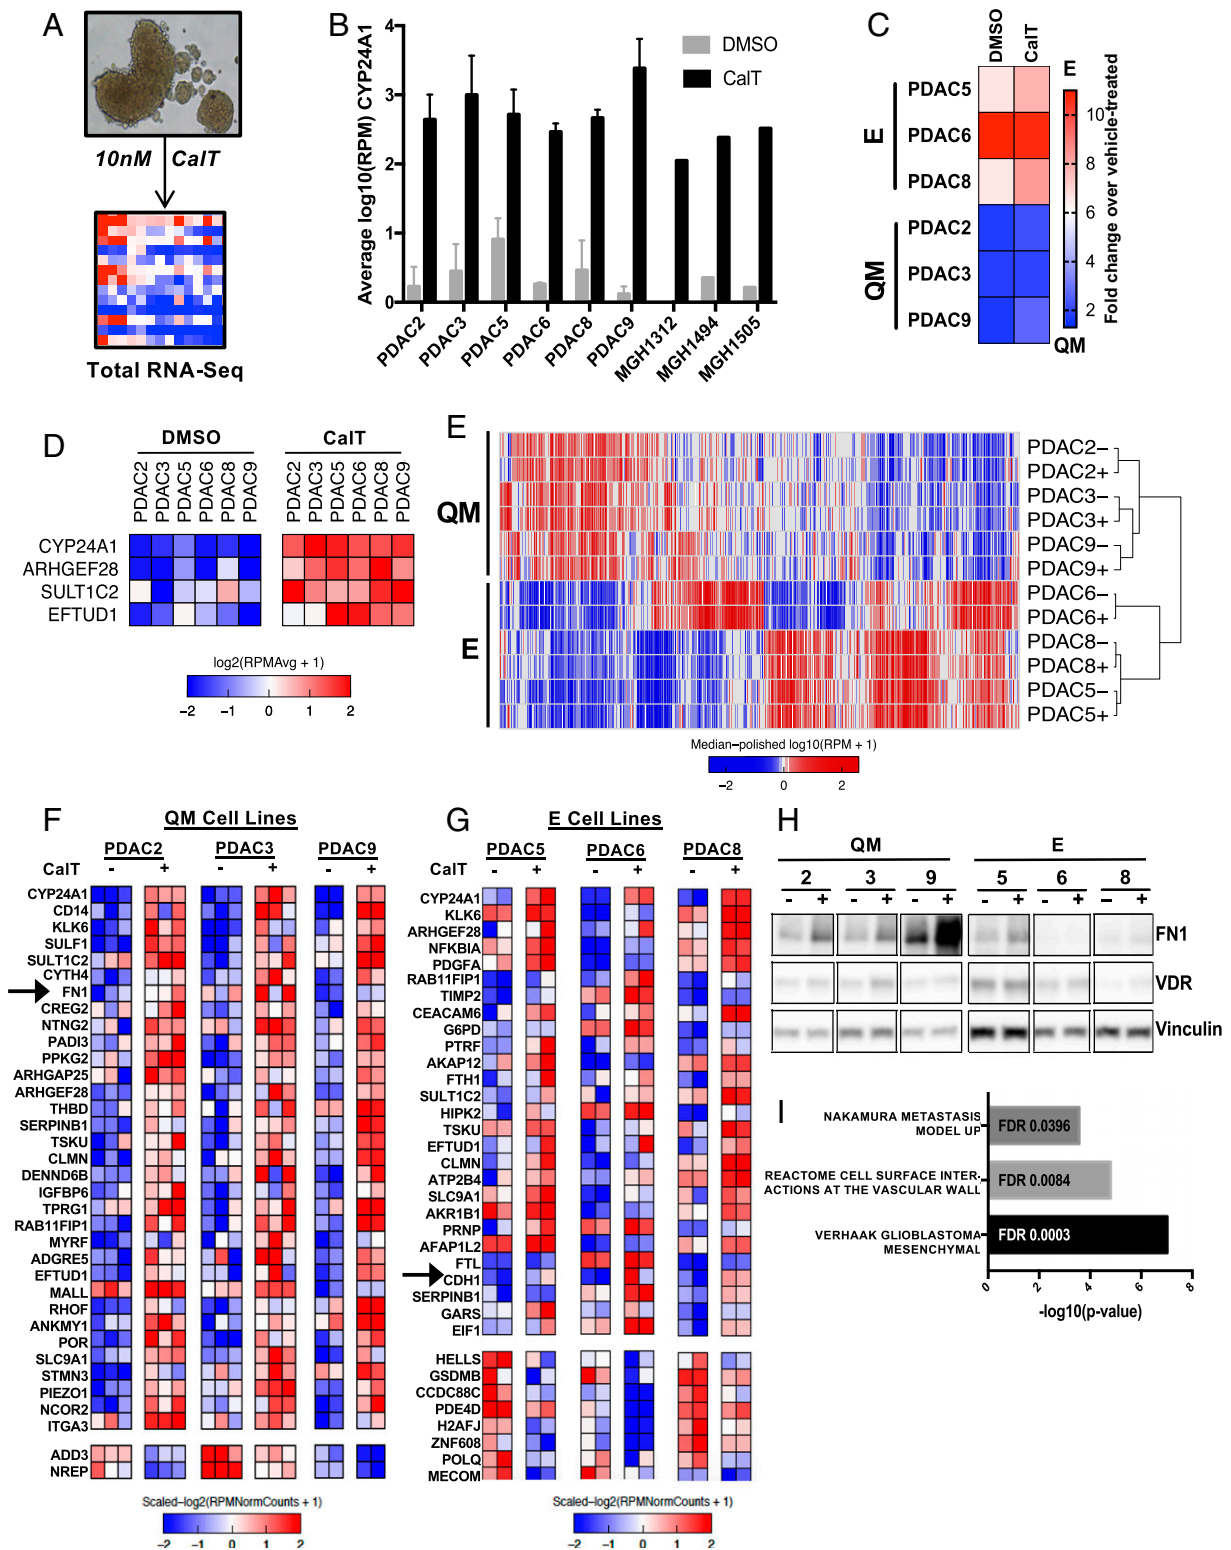 A
10nM CalT
Total RNA-Seq
B
Average log10(RPM) CYP24A1
4
3
2
1
0
DMSO
CalT
PDAC2
PDAC3
PDAC5
PDAC6
PDAC8
PDAC9
MGH1312
MGH1494
MGH1505
C
DMSO
CalT
E
PDAC5
PDAC6
PDAC8
QM
PDAC2
PDAC3
PDAC9
E
10
8
6
4
2
QM
Fold change over vehicle-treated
D
DMSO
CalT
PDAC2 PDAC3 PDAC5 PDAC6 PDAC8 PDAC9
PDAC2 PDAC3 PDAC5 PDAC6 PDAC8 PDAC9
CYP24A1
ARHGEF28
SULT1C2
EFTUD1
log2(RPMAvg + 1)
−2 −1 0 1 2
E
QM
E
PDAC2−
PDAC2+
PDAC3−
PDAC3+
PDAC9−
PDAC9+
PDAC6−
PDAC6+
PDAC8−
PDAC8+
PDAC5−
PDAC5+
Median−polished log10(RPM + 1)
−2 0 2
F
QM Cell Lines
PDAC2 PDAC3 PDAC9
CalT - + - + - +
CYP24A1
CD14
KLK6
SULF1
SULT1C2
CYTH4
FN1
CREG2
NTNG2
PADI3
PPKG2
ARHGAP25
ARHGEF28
THBD
SERPINB1
TSKU
CLMN
DENND6B
IGFBP6
TPRG1
RAB11FIP1
MYRF
ADGRE5
EFTUD1
MALL
RHOF
ANKMY1
POR
SLC9A1
STMN3
PIEZO1
NCOR2
ITGA3
ADD3
NREP
Scaled−log2(RPMNormCounts + 1)
−2 −1 0 1 2
G
E Cell Lines
PDAC5 PDAC6 PDAC8
CalT - + - + - +
CYP24A1
KLK6
ARHGEF28
NFKBIA
PDGFA
RAB11FIP1
TIMP2
CEACAM6
G6PD
PTRF
AKAP12
FTH1
SULT1C2
HIPK2
TSKU
EFTUD1
CLMN
ATP2B4
SLC9A1
AKR1B1
PRNP
AFAP1L2
FTL
CDH1
SERPINB1
GARS
EIF1
HELLS
GSDMB
CCDC88C
PDE4D
H2AFJ
ZNF608
POLQ
MECOM
Scaled−log2(RPMNormCounts + 1)
−2 −1 0 1 2
H
QM E
2 3 9 5 6 8
- + - + - + - + - + - +
FN1
VDR
Vinculin
I
NAKAMURA METASTASIS
MODEL UP
FDR 0.0396
REACTOME CELL SURFACE INTER-
ACTIONS AT THE VASCULAR WALL
FDR 0.0084
VERHAAK GLIOBLASTOMA
MESENCHYMAL
FDR 0.0003
0 2 4 6 8
-log10(p-value)